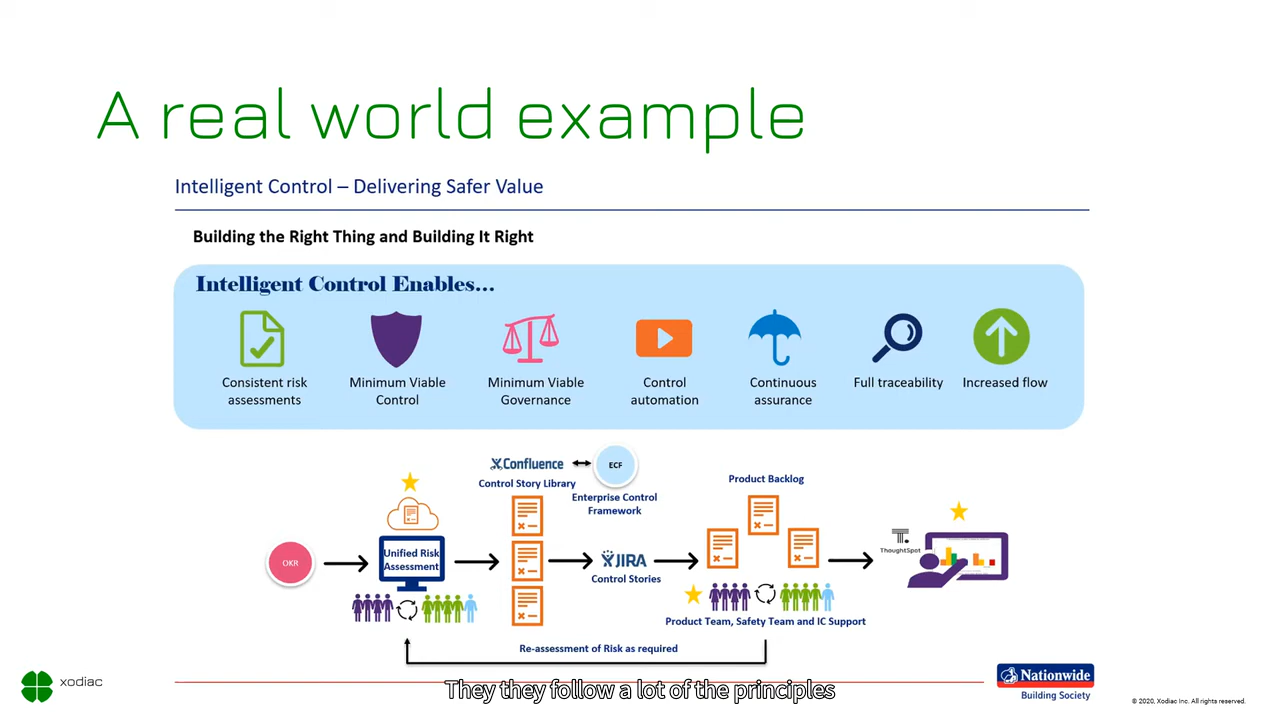 A real world example
Intelligent Control – Delivering Safer Value
Building the Right Thing and Building It Right
Intelligent Control Enables...
Consistent risk
assessments
Minimum Viable
Control
Minimum Viable
Governance
Control
automation
Continuous
assurance
Full traceability
Increased flow
Confluence
ECF
Control Story Library
Enterprise Control
Framework
Product Backlog
OKR
Unified Risk
Assessment
JIRA
Control Stories
T.
ThoughtSpot
Product Team, Safety Team and IC Support
Re-assessment of Risk as required
xodiac
They they follow a lot of the principles
Nationwide
Building Society
© 2020, Xodiac Inc. All rights reserved.